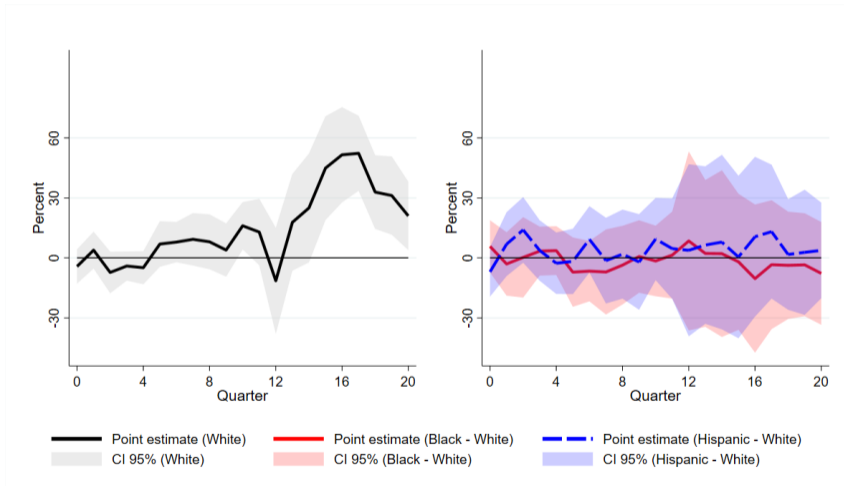 60
30
0
-30
Percent
0 4 8 12 16 20
Quarter
60
30
0
-30
Percent
0 4 8 12 16 20
Quarter
Point estimate (White) Point estimate (Black - White) Point estimate (Hispanic - White)
CI 95% (White) CI 95% (Black - White) CI 95% (Hispanic - White)